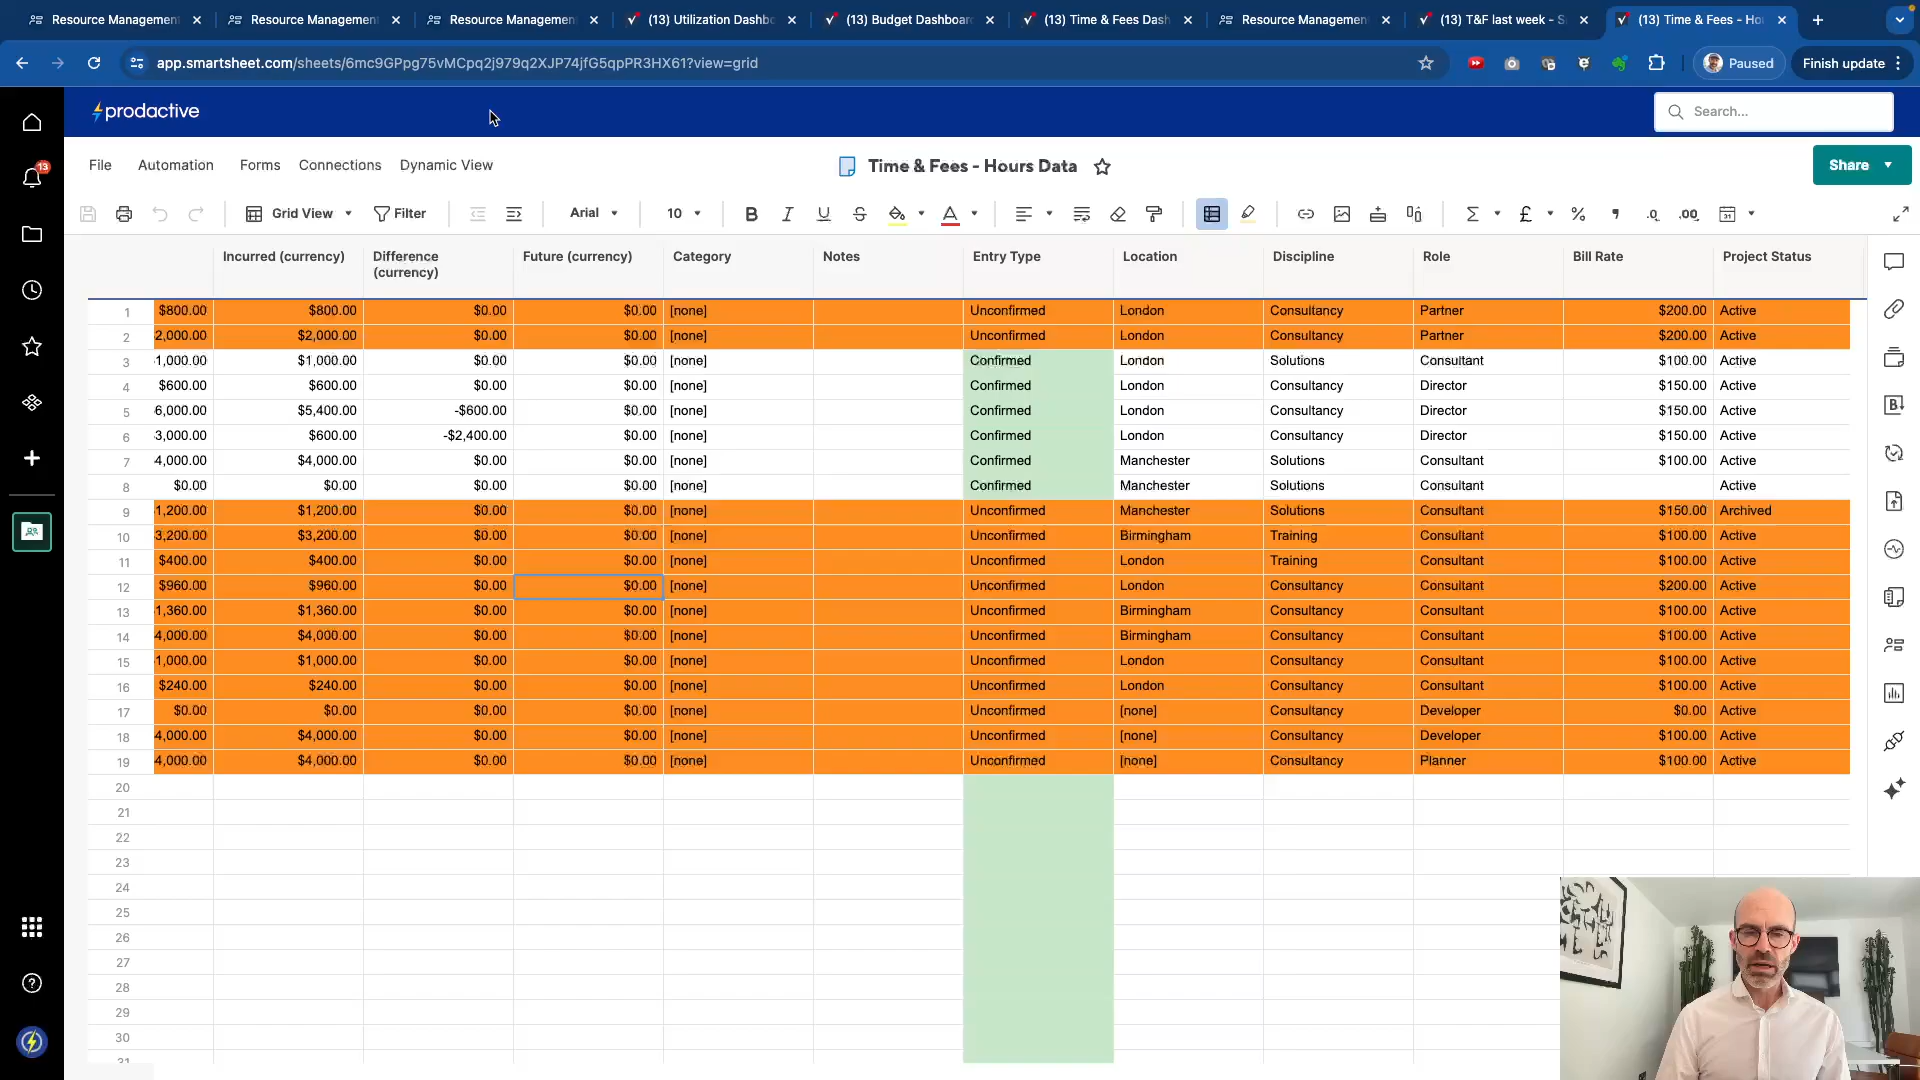 Resource Management
Resource Management
Resource Management
(13) Utilization Dashbo
(13) Budget Dashboard
(13) Time & Fees Dash
Resource Management
(13) T&F last week - S
(13) Time & Fees - Ho
app.smartsheet.com/sheets/6mc9GPpg75vMCpq2j979q2XJP74jfG5qpPR3HX61?view=grid
Paused
Finish update
prodactive
Search...
13
File Automation Forms Connections Dynamic View
Time & Fees - Hours Data
Share
Grid View
Filter
Arial
10
Incurred (currency) Difference (currency) Future (currency) Category Notes Entry Type Location Discipline Role Bill Rate Project Status
1 $800.00 $800.00 $0.00 $0.00 [none] Unconfirmed London Consultancy Partner $200.00 Active
2 2,000.00 $2,000.00 $0.00 $0.00 [none] Unconfirmed London Consultancy Partner $200.00 Active
3 1,000.00 $1,000.00 $0.00 $0.00 [none] Confirmed London Solutions Consultant $100.00 Active
4 $600.00 $600.00 $0.00 $0.00 [none] Confirmed London Consultancy Director $150.00 Active
5 6,000.00 $5,400.00 -$600.00 $0.00 [none] Confirmed London Consultancy Director $150.00 Active
6 3,000.00 $600.00 -$2,400.00 $0.00 [none] Confirmed London Consultancy Director $150.00 Active
7 4,000.00 $4,000.00 $0.00 $0.00 [none] Confirmed Manchester Solutions Consultant $100.00 Active
8 $0.00 $0.00 $0.00 $0.00 [none] Confirmed Manchester Solutions Consultant Active
9 1,200.00 $1,200.00 $0.00 $0.00 [none] Unconfirmed Manchester Solutions Consultant $150.00 Archived
10 3,200.00 $3,200.00 $0.00 $0.00 [none] Unconfirmed Birmingham Training Consultant $100.00 Active
11 $400.00 $400.00 $0.00 $0.00 [none] Unconfirmed London Training Consultant $100.00 Active
12 $960.00 $960.00 $0.00 $0.00 [none] Unconfirmed London Consultancy Consultant $200.00 Active
13 1,360.00 $1,360.00 $0.00 $0.00 [none] Unconfirmed Birmingham Consultancy Consultant $100.00 Active
14 4,000.00 $4,000.00 $0.00 $0.00 [none] Unconfirmed Birmingham Consultancy Consultant $100.00 Active
15 1,000.00 $1,000.00 $0.00 $0.00 [none] Unconfirmed London Consultancy Consultant $100.00 Active
16 $240.00 $240.00 $0.00 $0.00 [none] Unconfirmed London Consultancy Consultant $100.00 Active
17 $0.00 $0.00 $0.00 $0.00 [none] Unconfirmed [none] Consultancy Developer $0.00 Active
18 4,000.00 $4,000.00 $0.00 $0.00 [none] Unconfirmed [none] Consultancy Developer $100.00 Active
19 4,000.00 $4,000.00 $0.00 $0.00 [none] Unconfirmed [none] Consultancy Planner $100.00 Active
20
21
22
23
24
25
26
27
28
29
30
31